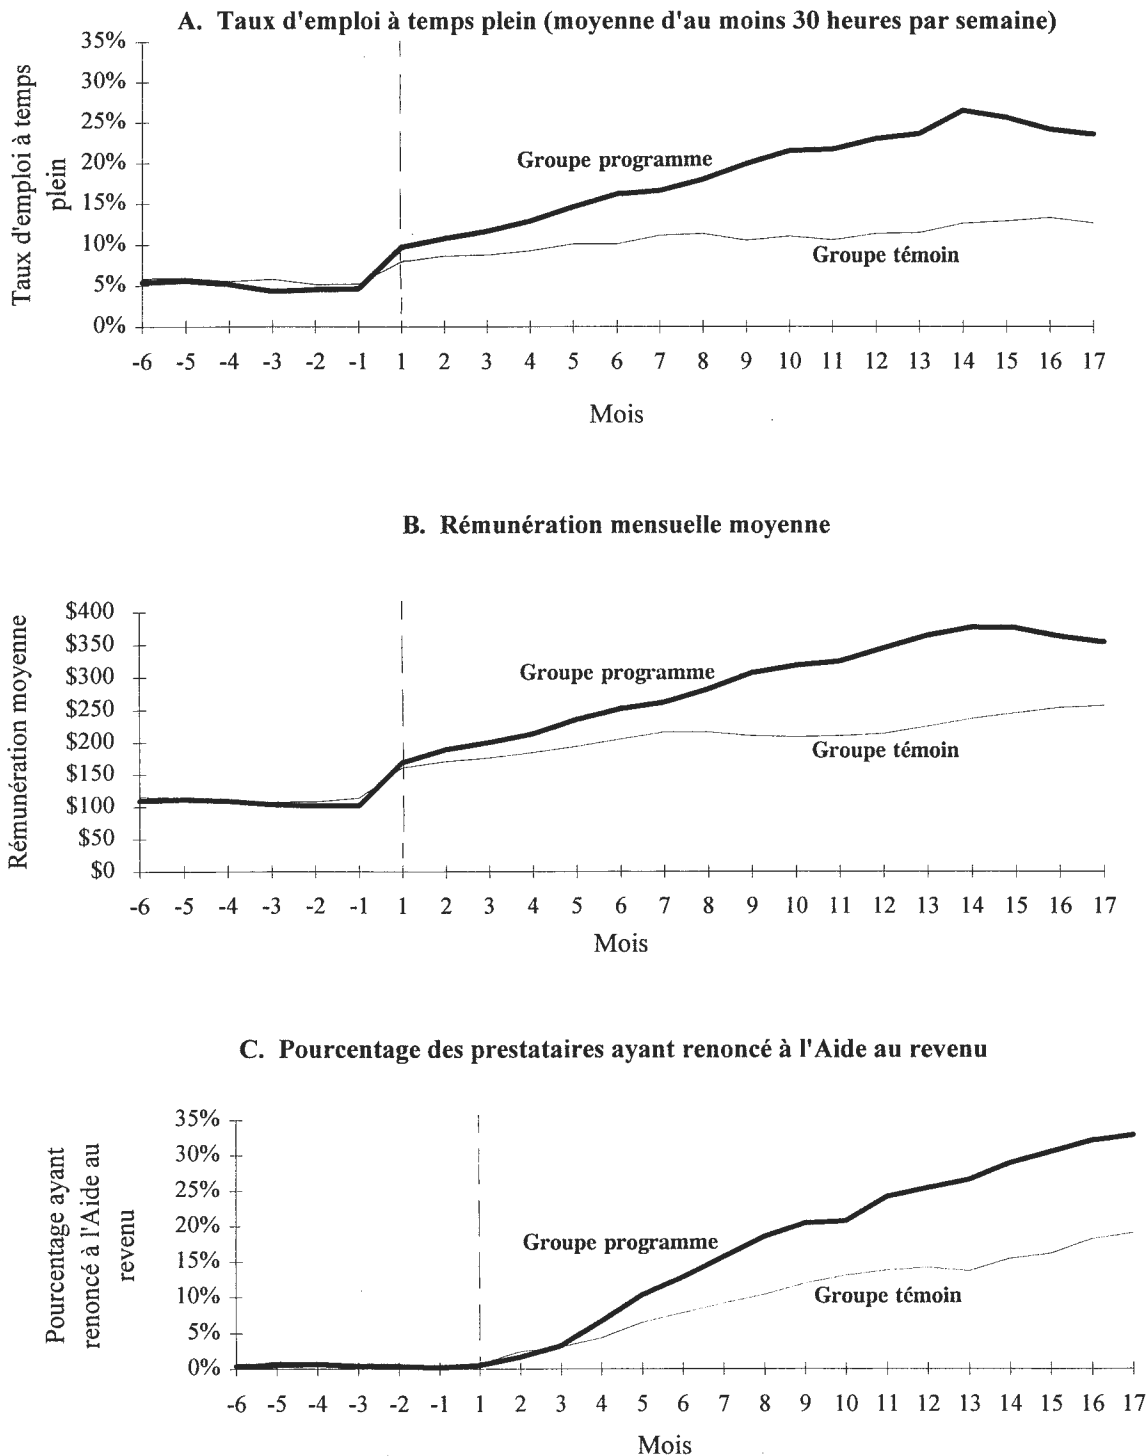 A. Taux d'emploi à temps plein (moyenne d'au moins 30 heures par semaine)
Taux d'emploi à temps
plein
35%
30%
25%
20%
15%
10%
5%
0%
Groupe programme
Groupe témoin
-6 -5 -4 -3 -2 -1 1 2 3 4 5 6 7 8 9 10 11 12 13 14 15 16 17
Mois
B. Rémunération mensuelle moyenne
Rémunération moyenne
$400
$350
$300
$250
$200
$150
$100
$50
$0
Groupe programme
Groupe témoin
-6 -5 -4 -3 -2 -1 1 2 3 4 5 6 7 8 9 10 11 12 13 14 15 16 17
Mois
C. Pourcentage des prestataires ayant renoncé à l'Aide au revenu
Pourcentage ayant
renoncé à l'Aide au
revenu
35%
30%
25%
20%
15%
10%
5%
0%
Groupe programme
Groupe témoin
-6 -5 -4 -3 -2 -1 1 2 3 4 5 6 7 8 9 10 11 12 13 14 15 16 17
Mois